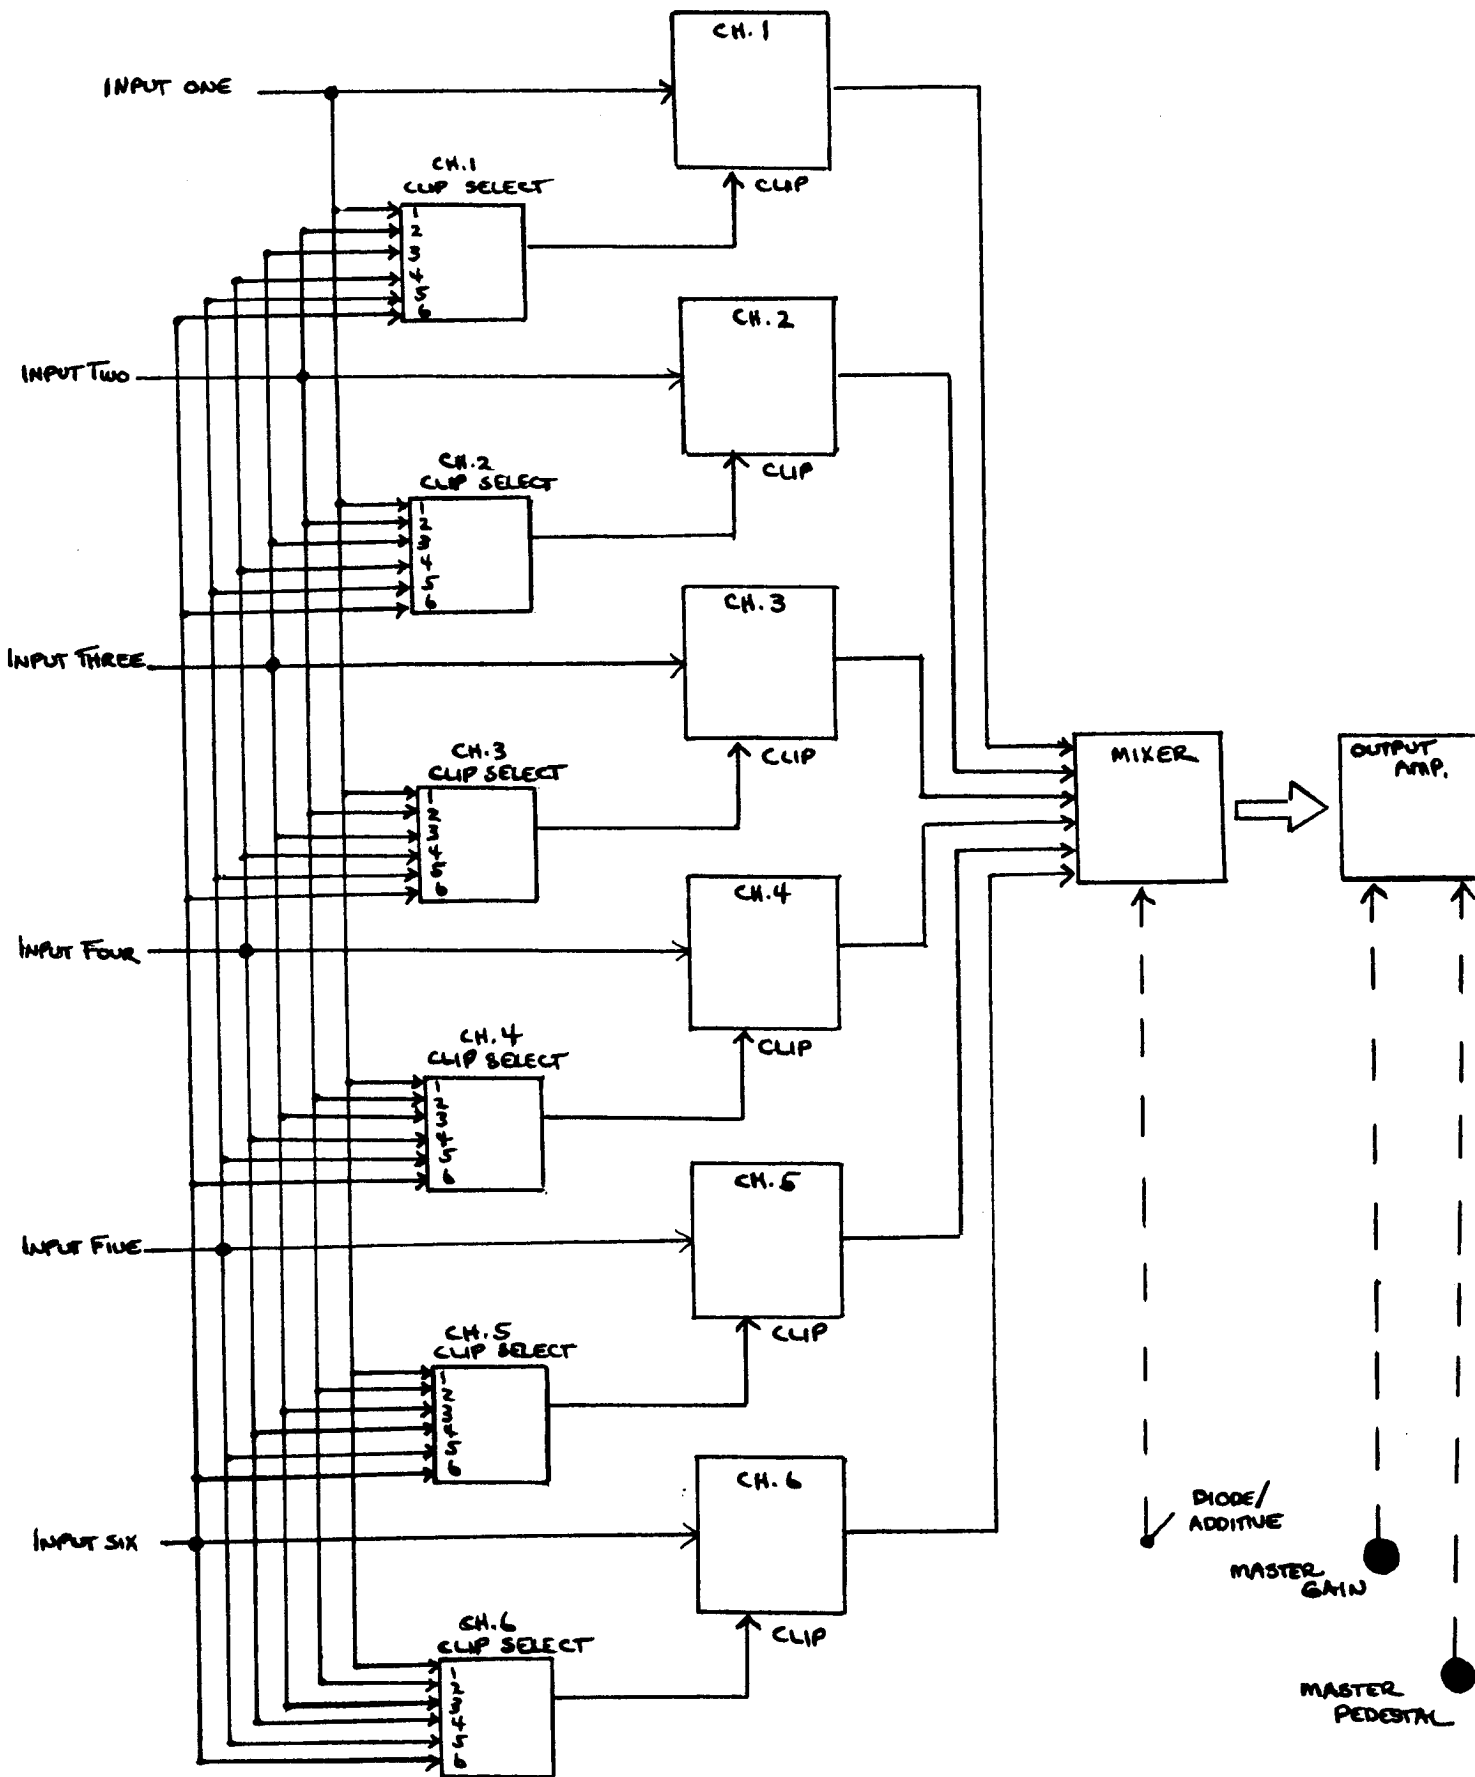 CH. 1
INPUT ONE
CH. 1
CLIP SELECT
CLIP
1
2
3
4
5
6
CH. 2
INPUT TWO
CH. 2
CLIP SELECT
CLIP
1
2
3
4
5
6
CH. 3
INPUT THREE
CH. 3
CLIP SELECT
CLIP
1
2
3
4
5
6
MIXER
OUTPUT
AMP.
CH. 4
INPUT FOUR
CH. 4
CLIP SELECT
CLIP
1
2
3
4
5
6
CH. 5
INPUT FIVE
CH. 5
CLIP SELECT
CLIP
1
2
3
4
5
6
CH. 6
INPUT SIX
DIODE/
ADDITIVE
MASTER
GAIN
CH. 6
CLIP SELECT
CLIP
1
2
3
4
5
6
MASTER
PEDESTAL